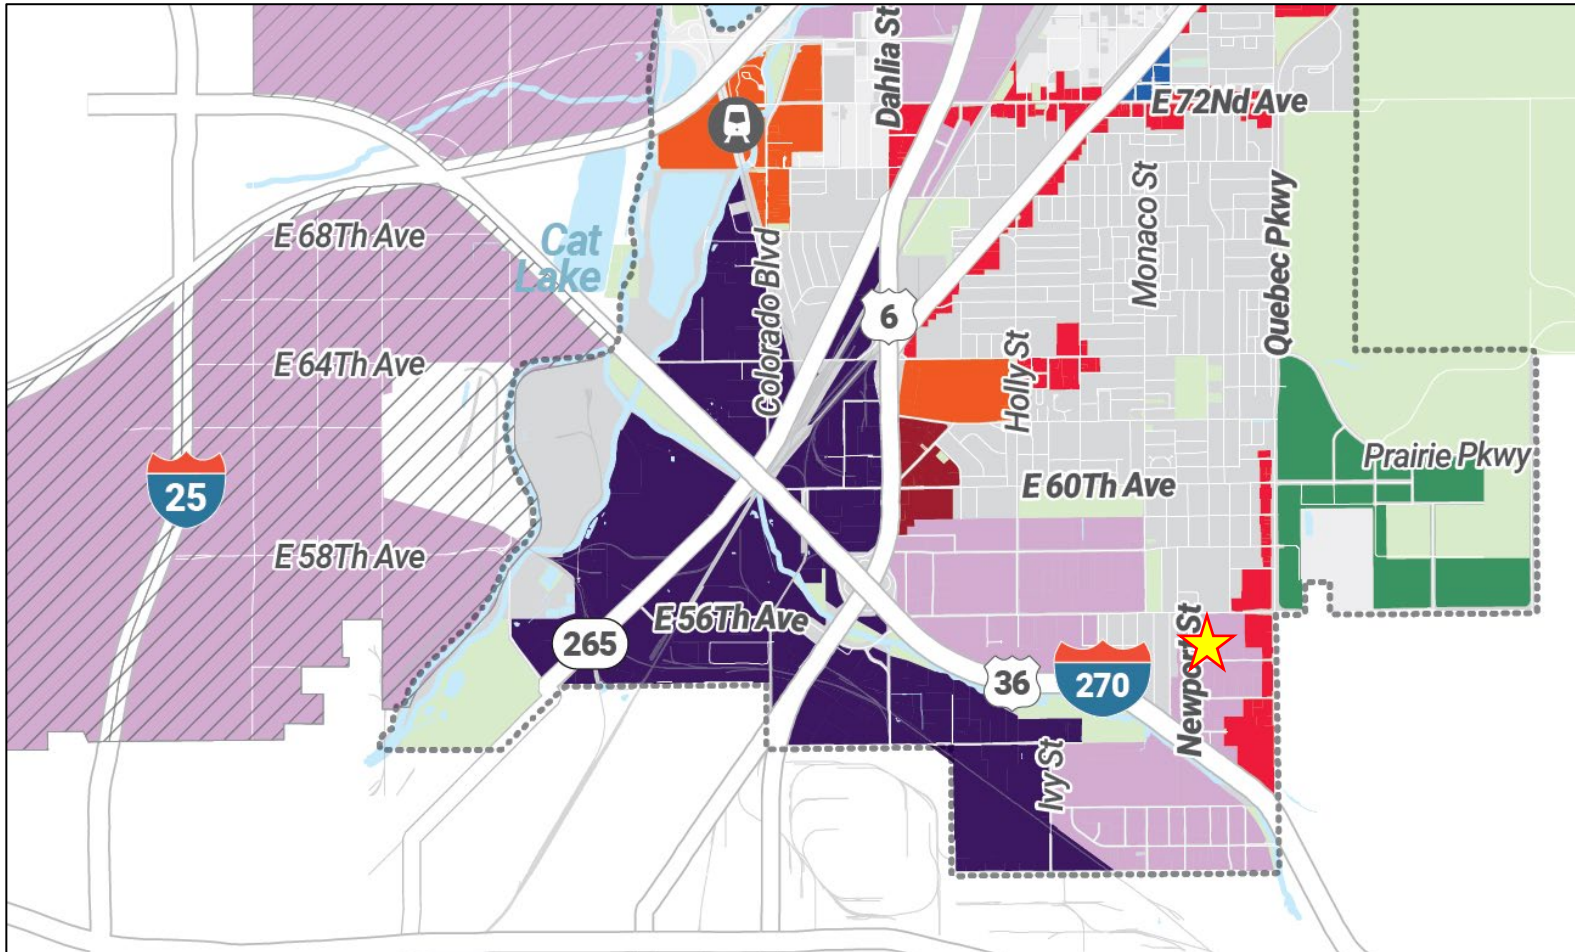 Dahlia St
E 72Nd Ave
Monaco St
Quebec Pkwy
E 68Th Ave
Cat
Lake
Colorado Blvd
6
E 64Th Ave
Holly St
Prairie Pkwy
E 60Th Ave
25
E 58Th Ave
E 56Th Ave
265
Newport St
36
270
Ivy St